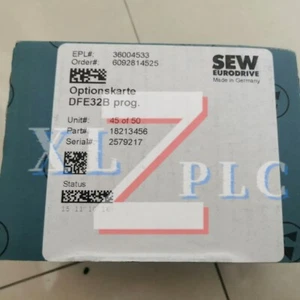 EPL#: 36004533
Order#: 6092814525
SEW
EURODRIVE
Made in Germany
Optionskarte
DFE32B prog.
Unit#: 45 of 50
Part#: 18213456
Serial#: 2579217
XL Z PLC
Status